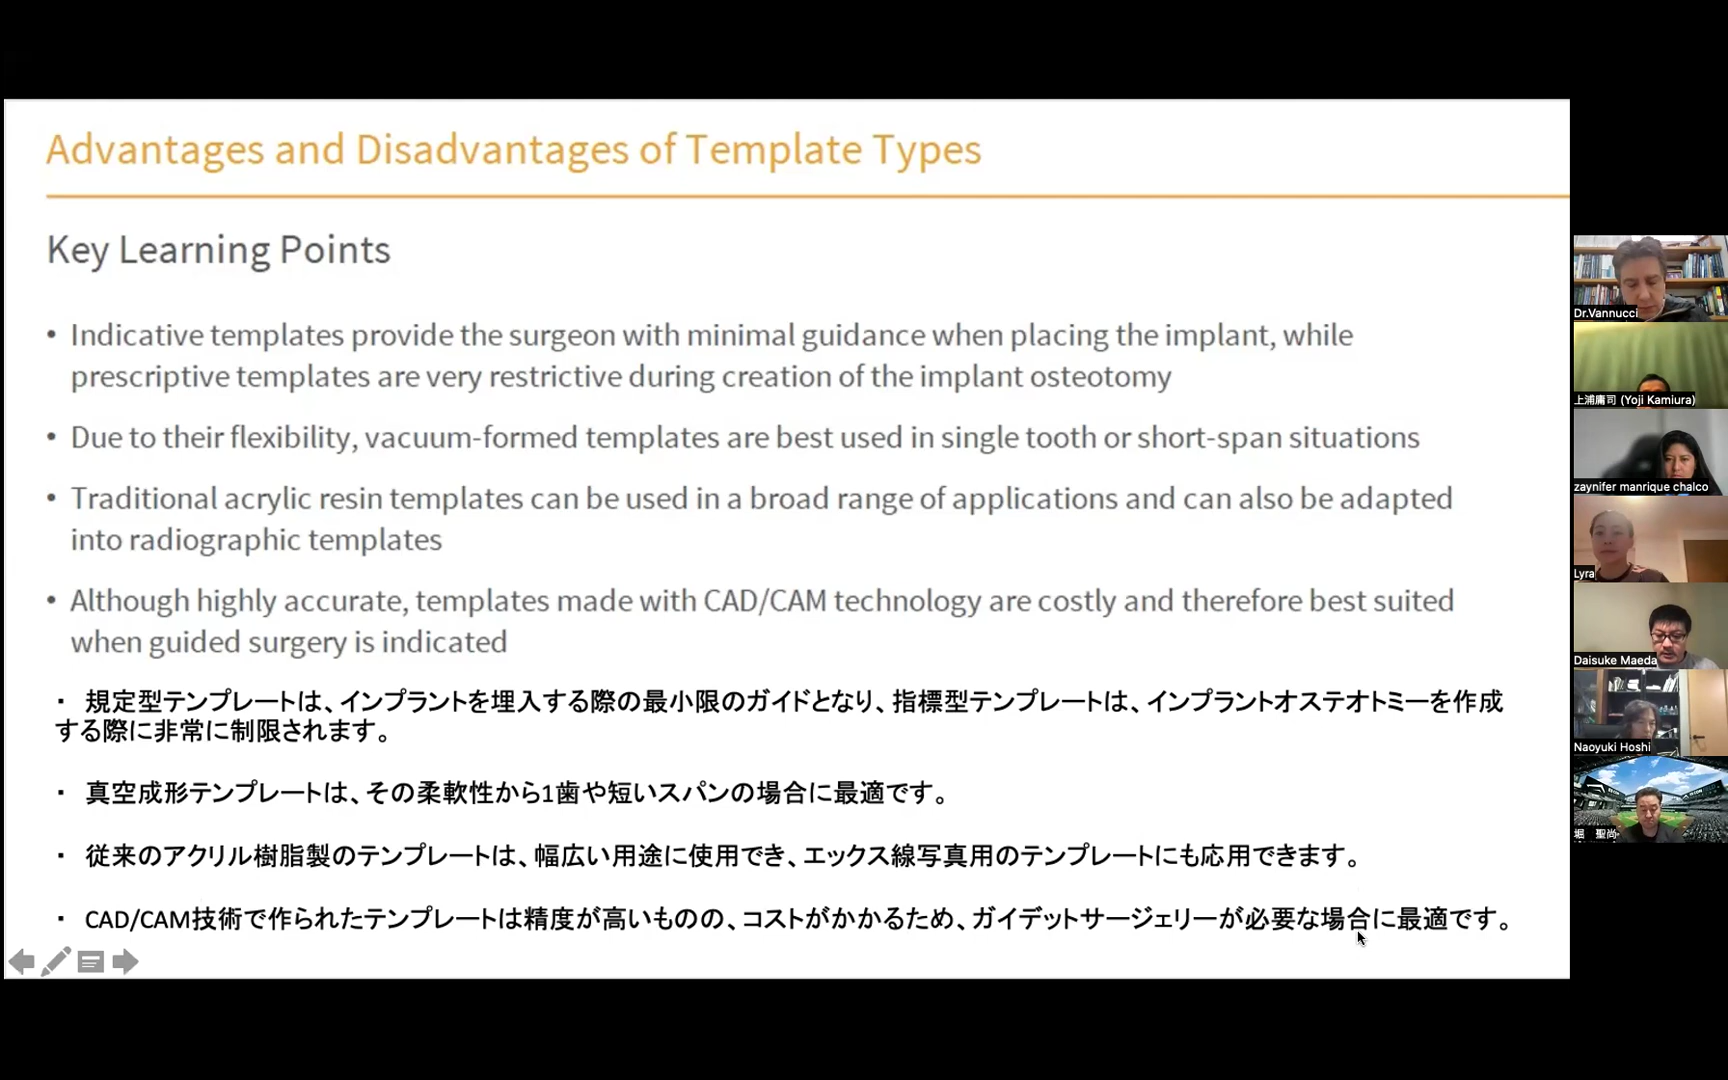 Advantages and Disadvantages of Template Types
Key Learning Points
• Indicative templates provide the surgeon with minimal guidance when placing the implant, while
prescriptive templates are very restrictive during creation of the implant osteotomy
• Due to their flexibility, vacuum-formed templates are best used in single tooth or short-span situations
• Traditional acrylic resin templates can be used in a broad range of applications and can also be adapted
into radiographic templates
• Although highly accurate, templates made with CAD/CAM technology are costly and therefore best suited
when guided surgery is indicated
・ 規定型テンプレートは、インプラントを埋入する際の最小限のガイドとなり、指標型テンプレートは、インプラントオステオトミーを作成
する際に非常に制限されます。
・ 真空成形テンプレートは、その柔軟性から1歯や短いスパンの場合に最適です。
・ 従来のアクリル樹脂製のテンプレートは、幅広い用途に使用でき、エックス線写真用のテンプレートにも応用できます。
・ CAD/CAM技術で作られたテンプレートは精度が高いものの、コストがかかるため、ガイデットサージェリーが必要な場合に最適です。
Dr.Vannucci
上浦庸司 (Yoji Kamiura)
zaynifer manrique chalco
Lyra
Daisuke Maeda
Naoyuki Hoshi
堀 聖尚